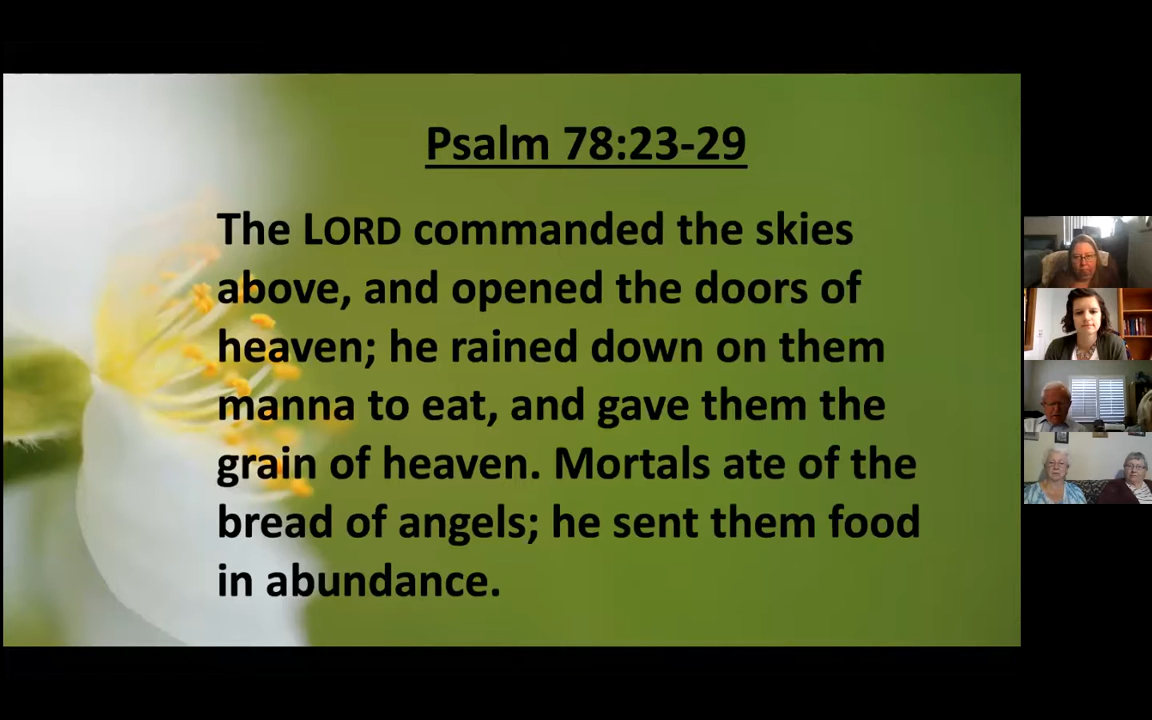 Psalm 78:23-29
The LORD commanded the skies
above, and opened the doors of
heaven; he rained down on them
manna to eat, and gave them the
grain of heaven. Mortals ate of the
bread of angels; he sent them food
in abundance.